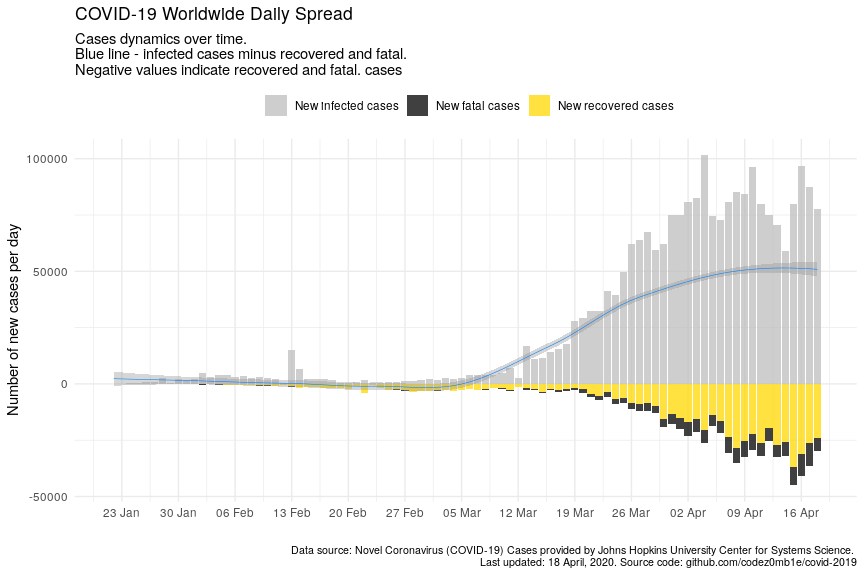 COVID-19 Worldwide Daily Spread
Cases dynamics over time.
Blue line - infected cases minus recovered and fatal.
Negative values indicate recovered and fatal. cases
New infected cases New fatal cases New recovered cases
Number of new cases per day
100000
50000
0
-50000
23 Jan 30 Jan 06 Feb 13 Feb 20 Feb 27 Feb 05 Mar 12 Mar 19 Mar 26 Mar 02 Apr 09 Apr 16 Apr
Data source: Novel Coronavirus (COVID-19) Cases provided by Johns Hopkins University Center for Systems Science.
Last updated: 18 April, 2020. Source code: github.com/codez0mb1e/covid-2019